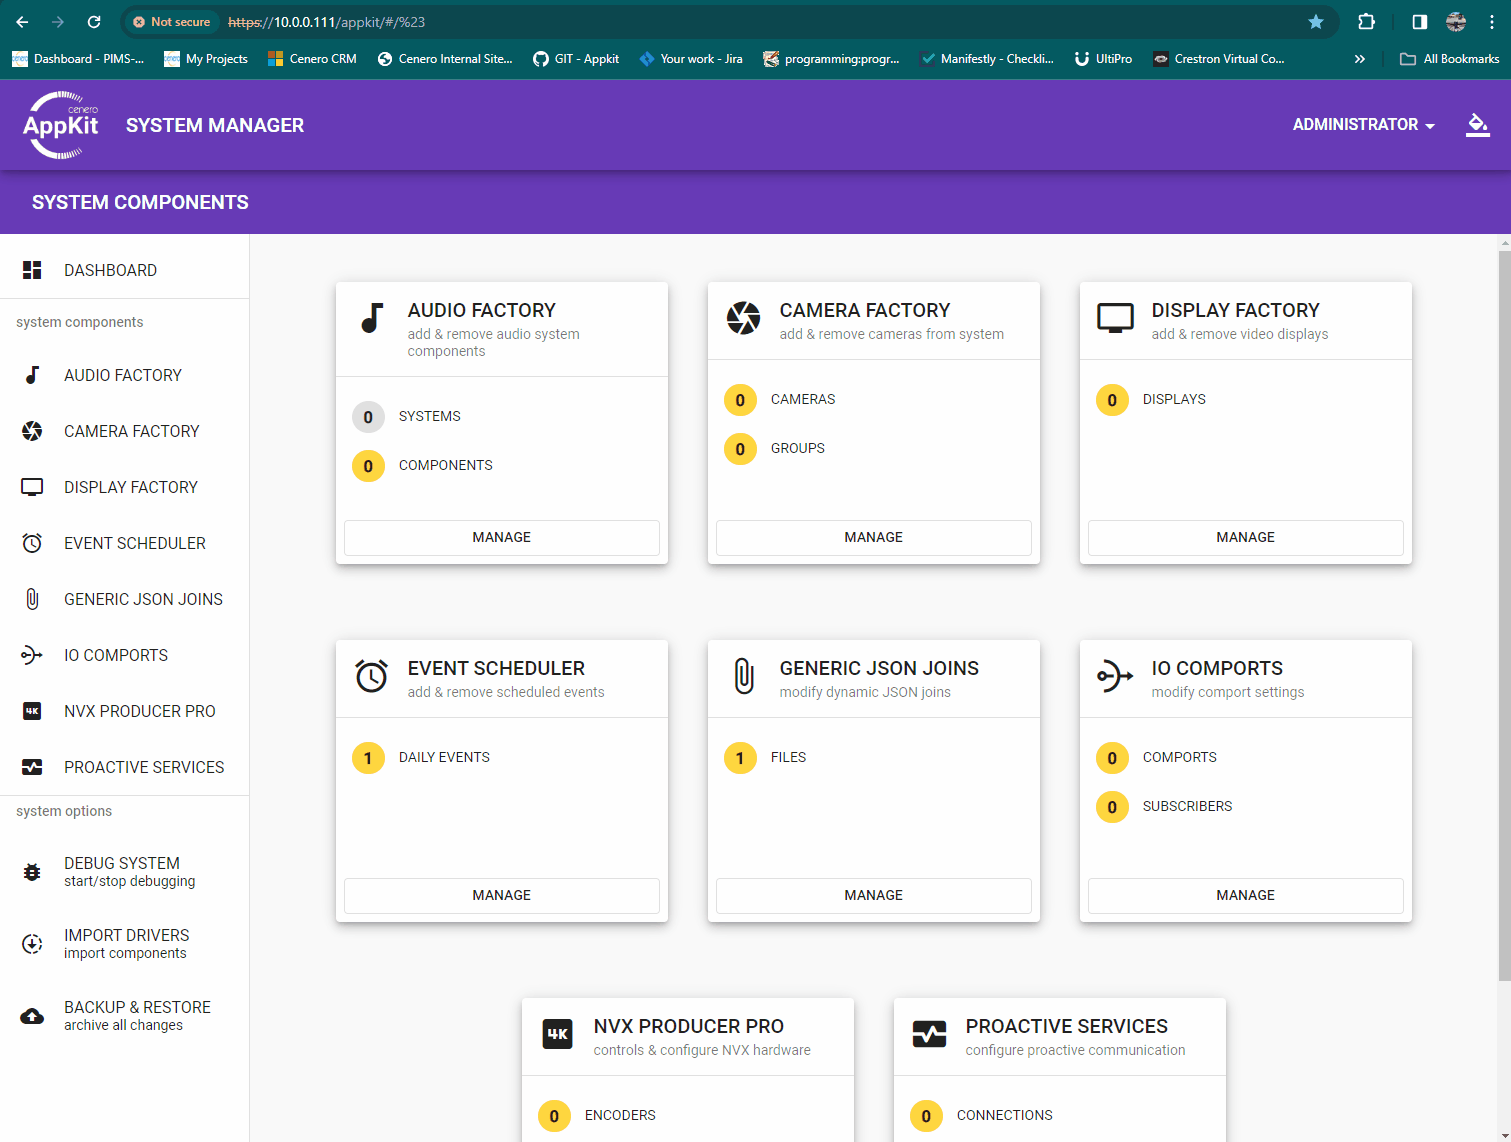 Not secure https://10.0.0.111/appkit/#/%23
Dashboard - PIMS-... My Projects Cenero CRM Cenero Internal Site... GIT - Appkit Your work - Jira programming:progr... Manifestly - Checkli... UltiPro Crestron Virtual Co... » All Bookmarks
cenero
AppKit
SYSTEM MANAGER
ADMINISTRATOR
SYSTEM COMPONENTS
DASHBOARD
system components
AUDIO FACTORY
CAMERA FACTORY
DISPLAY FACTORY
EVENT SCHEDULER
GENERIC JSON JOINS
IO COMPORTS
4K
NVX PRODUCER PRO
PROACTIVE SERVICES
system options
DEBUG SYSTEM
start/stop debugging
IMPORT DRIVERS
import components
BACKUP & RESTORE
archive all changes
AUDIO FACTORY
add & remove audio system
components
0 SYSTEMS
0 COMPONENTS
MANAGE
CAMERA FACTORY
add & remove cameras from system
0 CAMERAS
0 GROUPS
MANAGE
DISPLAY FACTORY
add & remove video displays
0 DISPLAYS
MANAGE
EVENT SCHEDULER
add & remove scheduled events
1 DAILY EVENTS
MANAGE
GENERIC JSON JOINS
modify dynamic JSON joins
1 FILES
MANAGE
IO COMPORTS
modify comport settings
0 COMPORTS
0 SUBSCRIBERS
MANAGE
4K
NVX PRODUCER PRO
controls & configure NVX hardware
0 ENCODERS
PROACTIVE SERVICES
configure proactive communication
0 CONNECTIONS